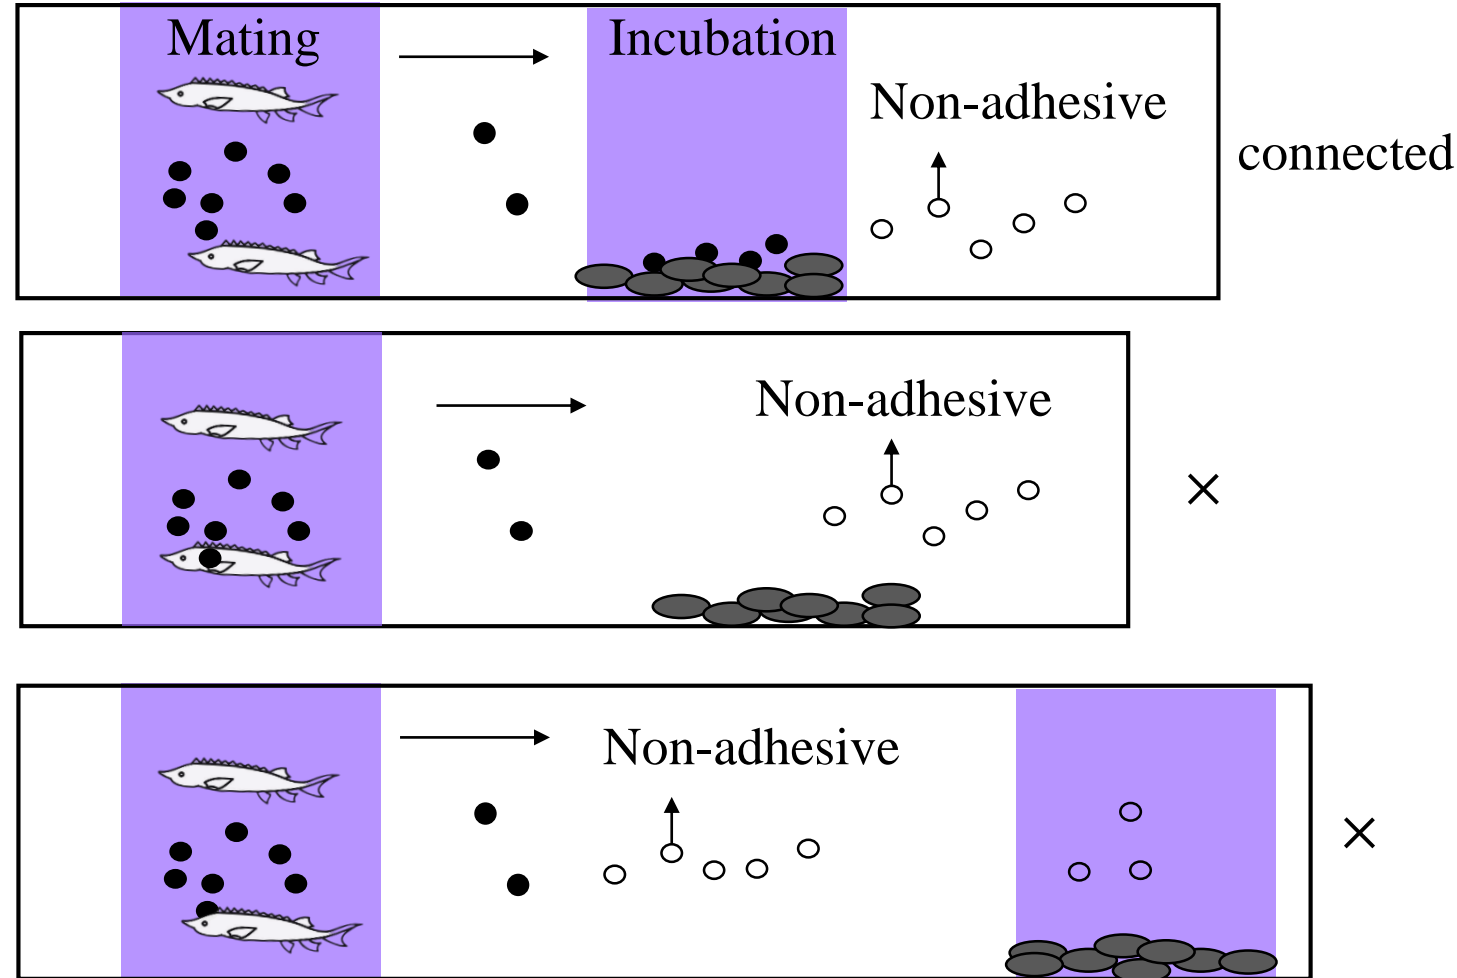 Mating
Incubation
Non-adhesive
connected
Non-adhesive
×
Non-adhesive
×